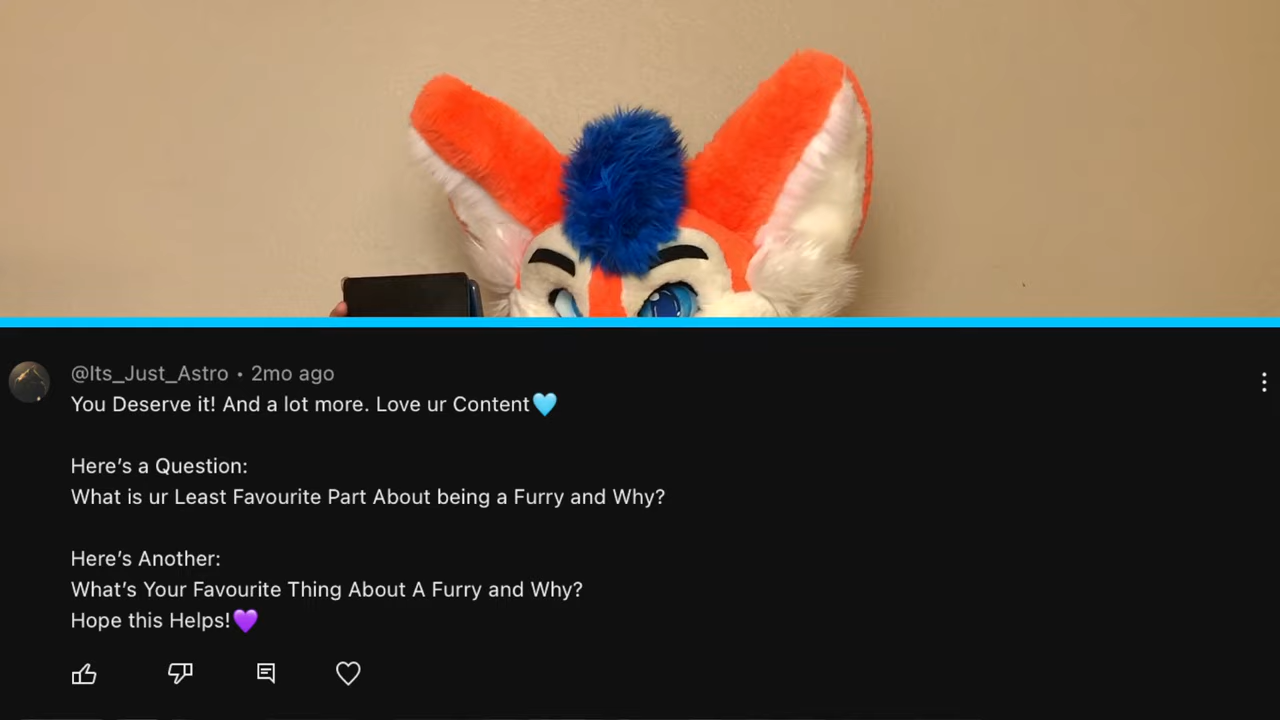 @Its_Just_Astro • 2mo ago
You Deserve it! And a lot more. Love ur Content🩵
Here's a Question:
What is ur Least Favourite Part About being a Furry and Why?
Here's Another:
What's Your Favourite Thing About A Furry and Why?
Hope this Helps!💜